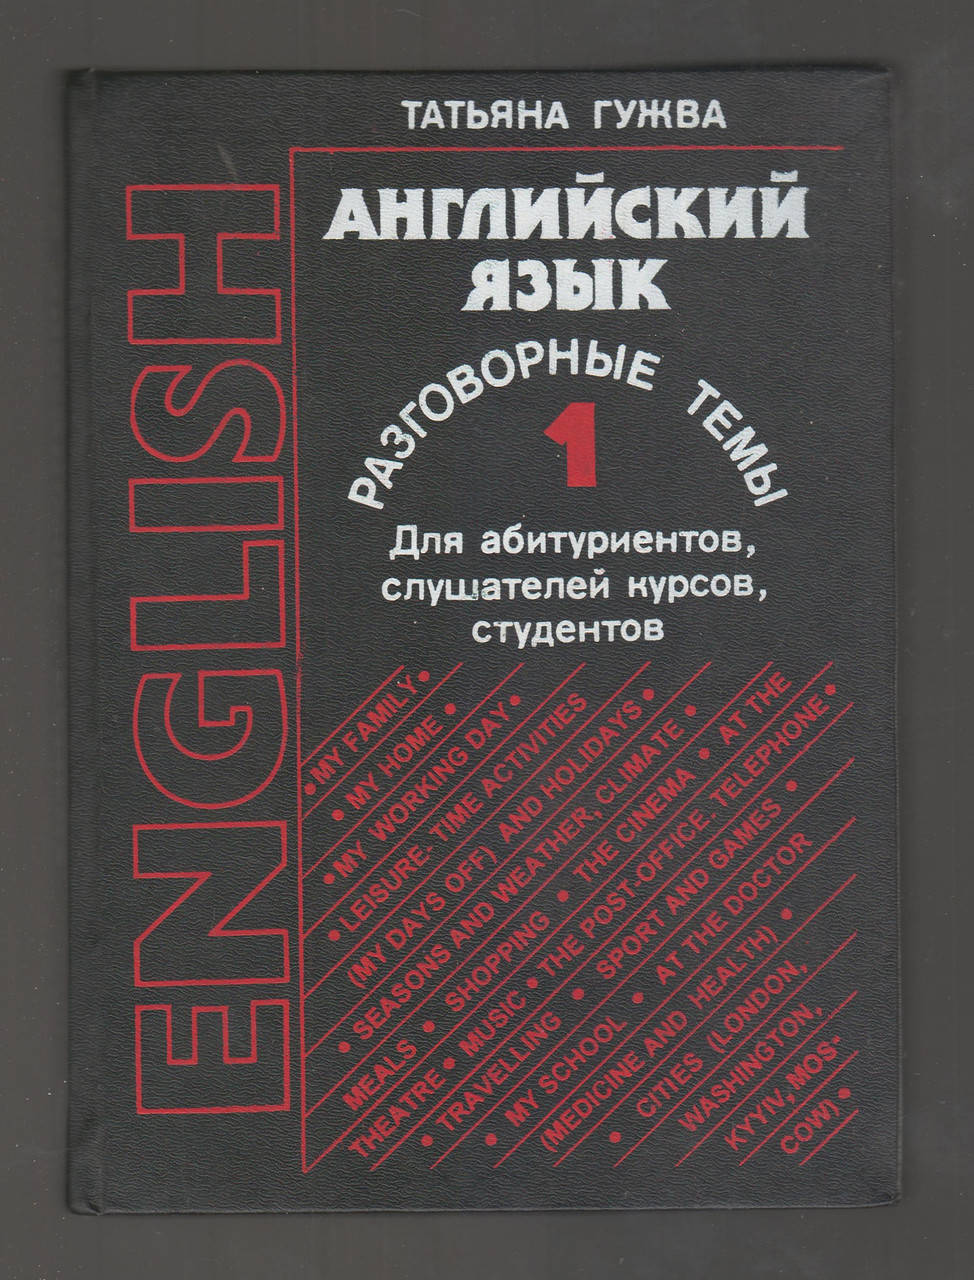 ТАТЬЯНА ГУЖВА
АНГЛИЙСКИЙ
ЯЗЫК
РАЗГОВОРНЫЕ ТЕМЫ
1
Для абитуриентов,
слушателей курсов,
студентов
ENGLISH
• MY FAMILY •
• MY HOME •
• MY WORKING DAY •
• LEISURE-TIME ACTIVITIES
(MY DAYS OFF) AND HOLIDAYS •
• SEASONS AND WEATHER, CLIMATE •
MEALS • SHOPPING • THE CINEMA • AT THE
THEATRE • MUSIC • THE POST-OFFICE. TELEPHONE •
• TRAVELLING • SPORT AND GAMES •
• MY SCHOOL • AT THE DOCTOR
(MEDICINE AND HEALTH) •
• CITIES (LONDON,
WASHINGTON,
KYYIV, MOS-
COW) •